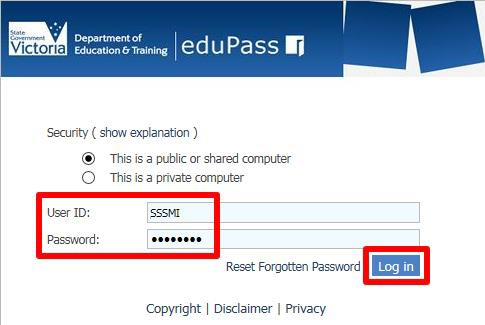 State
Government
Victoria
Department of
Education & Training
eduPass
Security ( show explanation )
This is a public or shared computer
This is a private computer
User ID:
SSSMI
Password:
••••••••
Reset Forgotten Password
Log in
Copyright | Disclaimer | Privacy